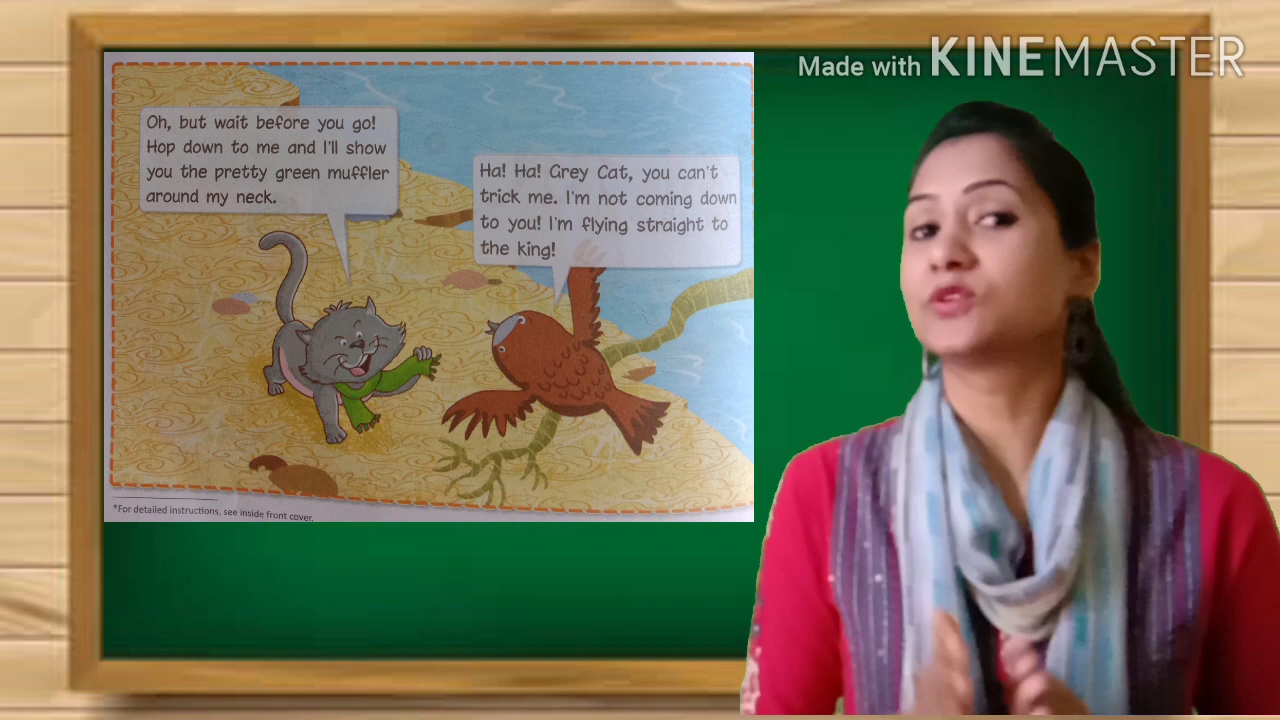 Made with KINEMASTER
Oh, but wait before you go!
Hop down to me and I'll show
you the pretty green muffler
around my neck.
Ha! Ha! Grey Cat, you can't
trick me. I'm not coming down
to you! I'm flying straight to
the king!
*For detailed instructions, see inside front cover.